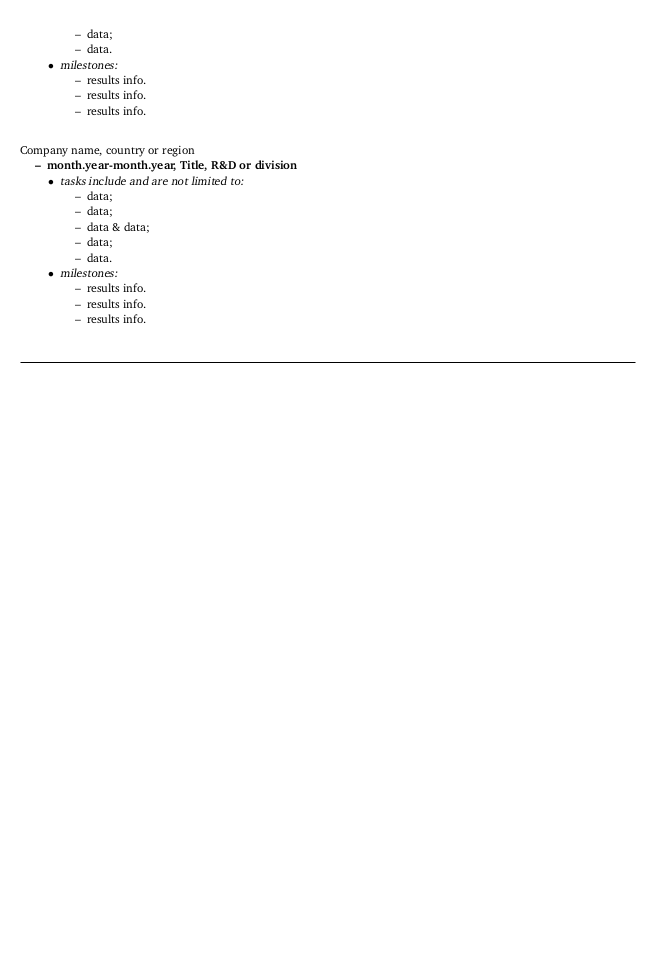 – data;
– data.
• milestones:
– results info.
– results info.
– results info.
Company name, country or region
– month.year-month.year, Title, R&D or division
• tasks include and are not limited to:
– data;
– data;
– data & data;
– data;
– data.
• milestones:
– results info.
– results info.
– results info.